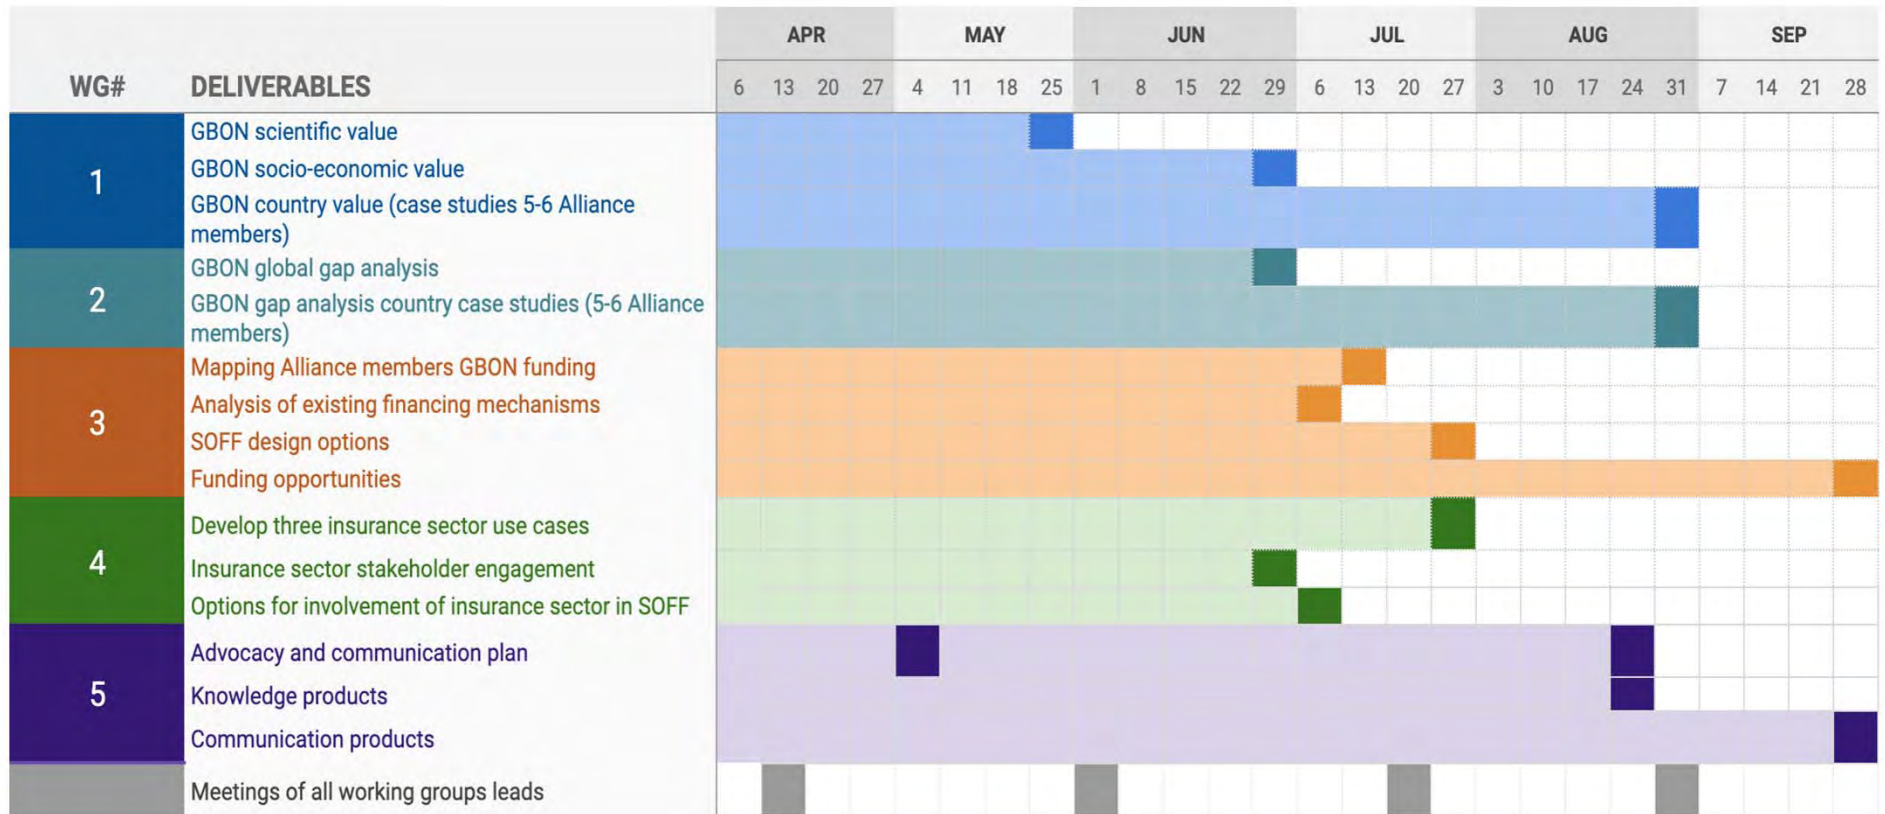 APR MAY JUN JUL AUG SEP
WG# DELIVERABLES 6 13 20 27 4 11 18 25 1 8 15 22 29 6 13 20 27 3 10 17 24 31 7 14 21 28
1
GBON scientific value
GBON socio-economic value
GBON country value (case studies 5-6 Alliance
members)
2
GBON global gap analysis
GBON gap analysis country case studies (5-6 Alliance
members)
3
Mapping Alliance members GBON funding
Analysis of existing financing mechanisms
SOFF design options
Funding opportunities
4
Develop three insurance sector use cases
Insurance sector stakeholder engagement
Options for involvement of insurance sector in SOFF
5
Advocacy and communication plan
Knowledge products
Communication products
Meetings of all working groups leads